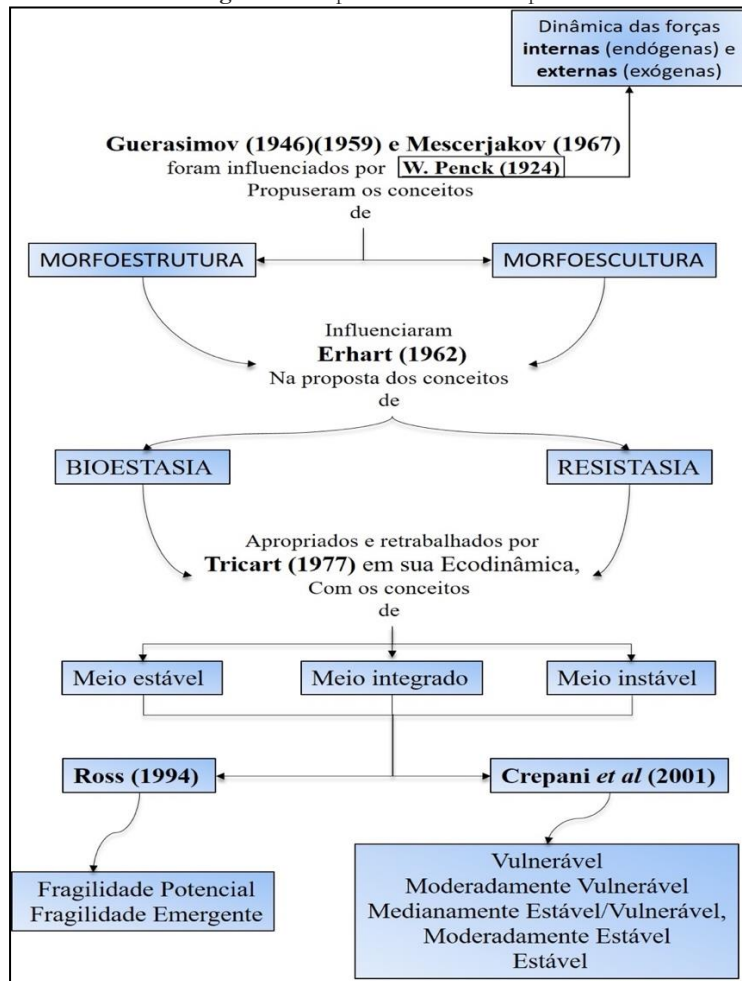 Dinâmica das forças
internas (endógenas) e
externas (exógenas)
Guerasimov (1946)(1959) e Mescerjakov (1967)
foram influenciados por W. Penck (1924)
Propuseram os conceitos
de
MORFOESTRUTURA
MORFOESCULTURA
Influenciaram
Erhart (1962)
Na proposta dos conceitos
de
BIOESTASIA
RESISTASIA
Apropriados e retrabalhados por
Tricart (1977) em sua Ecodinâmica,
Com os conceitos
de
Meio estável
Meio integrado
Meio instável
Ross (1994)
Crepani et al (2001)
Fragilidade Potencial
Fragilidade Emergente
Vulnerável
Moderadamente Vulnerável
Medianamente Estável/Vulnerável,
Moderadamente Estável
Estável